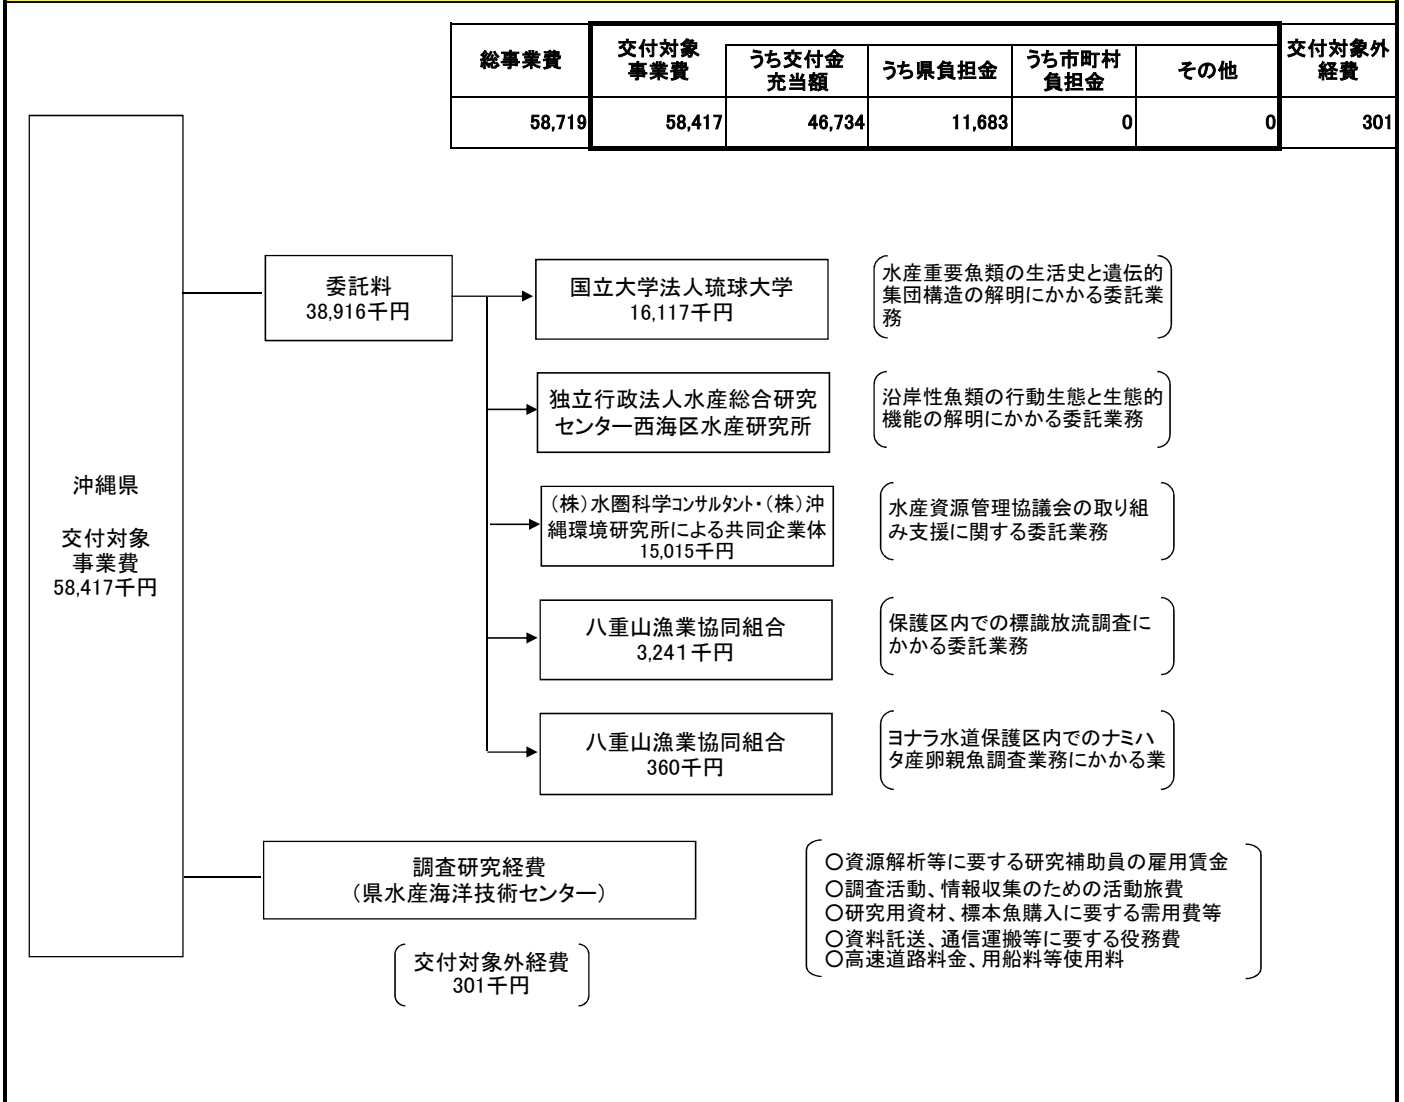 総事業費
交付対象
事業費
うち交付金
充当額
うち県負担金
うち市町村
負担金
その他
交付対象外
経費
58,719
58,417
46,734
11,683
0
0
301
沖縄県
交付対象
事業費
58,417千円
委託料
38,916千円
国立大学法人琉球大学
16,117千円
水産重要魚類の生活史と遺伝的
集団構造の解明にかかる委託業
務
独立行政法人水産総合研究
センター西海区水産研究所
沿岸性魚類の行動生態と生態的
機能の解明にかかる委託業務
（株）水圏科学コンサルタント・（株）沖
縄環境研究所による共同企業体
15,015千円
水産資源管理協議会の取り組
み支援に関する委託業務
八重山漁業協同組合
3,241千円
保護区内での標識放流調査に
かかる委託業務
八重山漁業協同組合
360千円
ヨナラ水道保護区内でのナミハ
タ産卵親魚調査業務にかかる業
調査研究経費
（県水産海洋技術センター）
〇資源解析等に要する研究補助員の雇用賃金
〇調査活動、情報収集のための活動旅費
〇研究用資材、標本魚購入に要する需用費等
〇資料託送、通信運搬等に要する役務費
〇高速道路料金、用船料等使用料
交付対象外経費
301千円